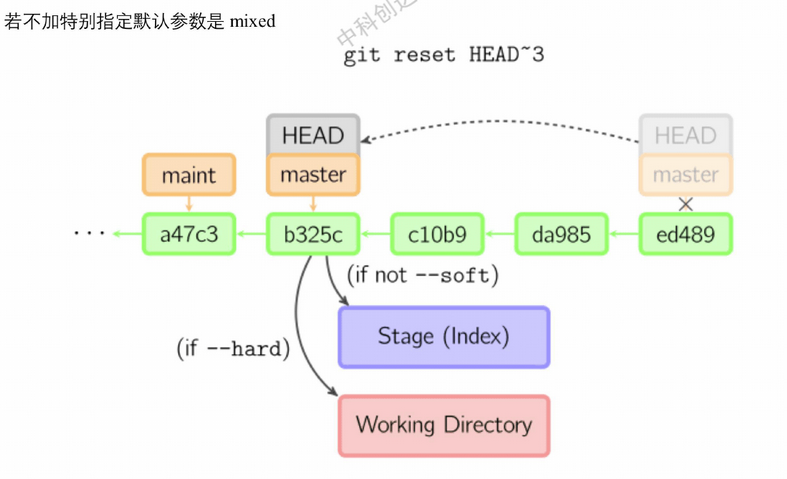 若不加特别指定默认参数是 mixed
中科创达
git reset HEAD~3
HEAD HEAD
maint master master
... a47c3 b325c c10b9 da985 ed489
(if not --soft)
Stage (Index)
(if --hard)
Working Directory